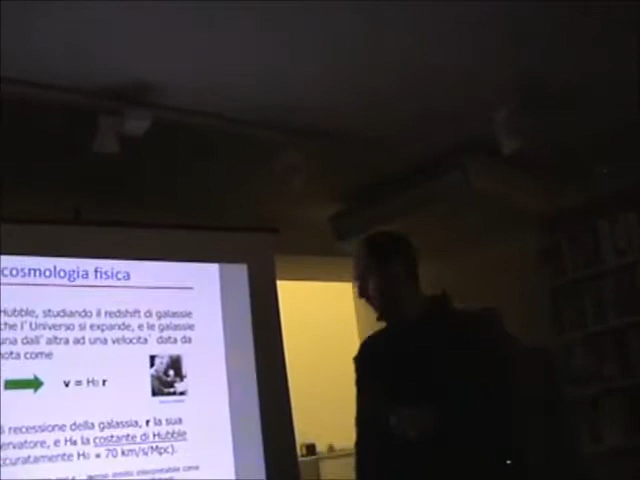 cosmologia fisica
Hubble, studiando il redshift di galassie
che l'Universo si espande, e le galassie
una dall'altra ad una velocita' data da
nota come
v = H₀ r
i recessione della galassia, r la sua
servatore, e H₀ la costante di Hubble
ccuratamente H₀ = 70 km/s/Mpc).